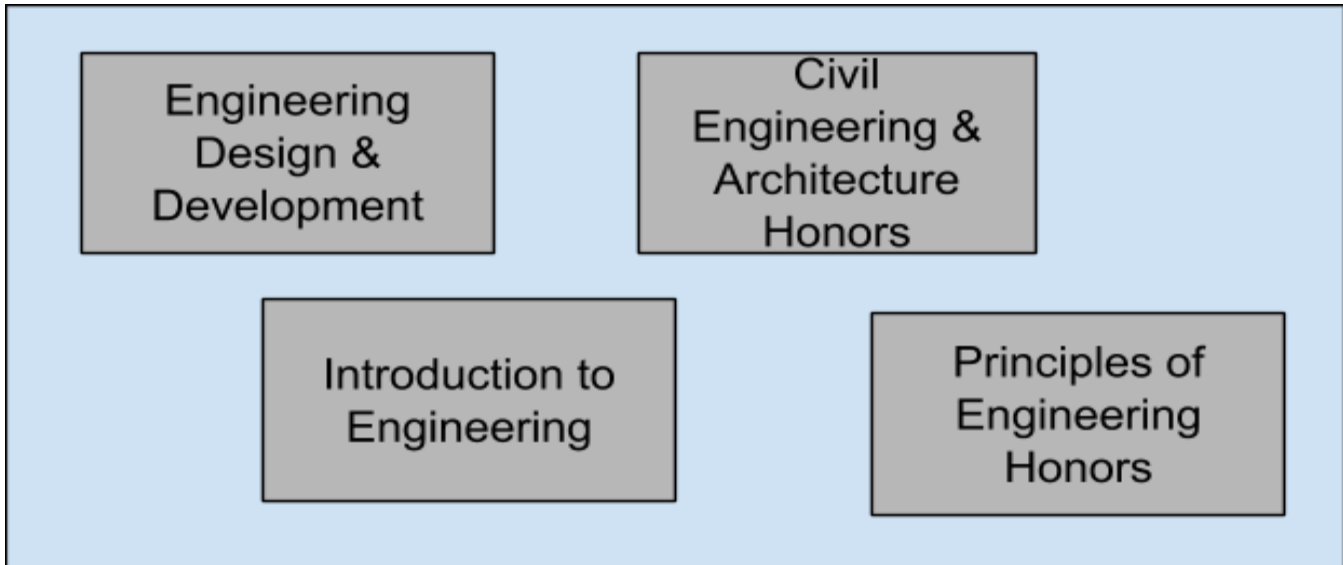 Engineering
Design &
Development
Civil
Engineering &
Architecture
Honors
Introduction to
Engineering
Principles of
Engineering
Honors